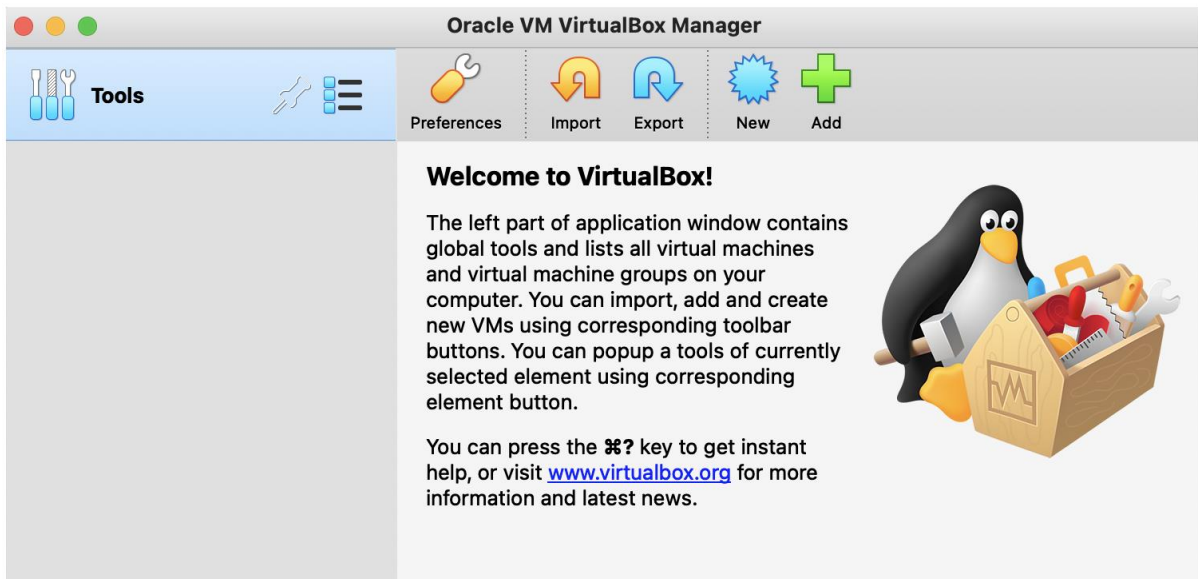 Oracle VM VirtualBox Manager
Tools
Preferences
Import
Export
New
Add
Welcome to VirtualBox!
The left part of application window contains
global tools and lists all virtual machines
and virtual machine groups on your
computer. You can import, add and create
new VMs using corresponding toolbar
buttons. You can popup a tools of currently
selected element using corresponding
element button.
You can press the ⌘? key to get instant
help, or visit www.virtualbox.org for more
information and latest news.